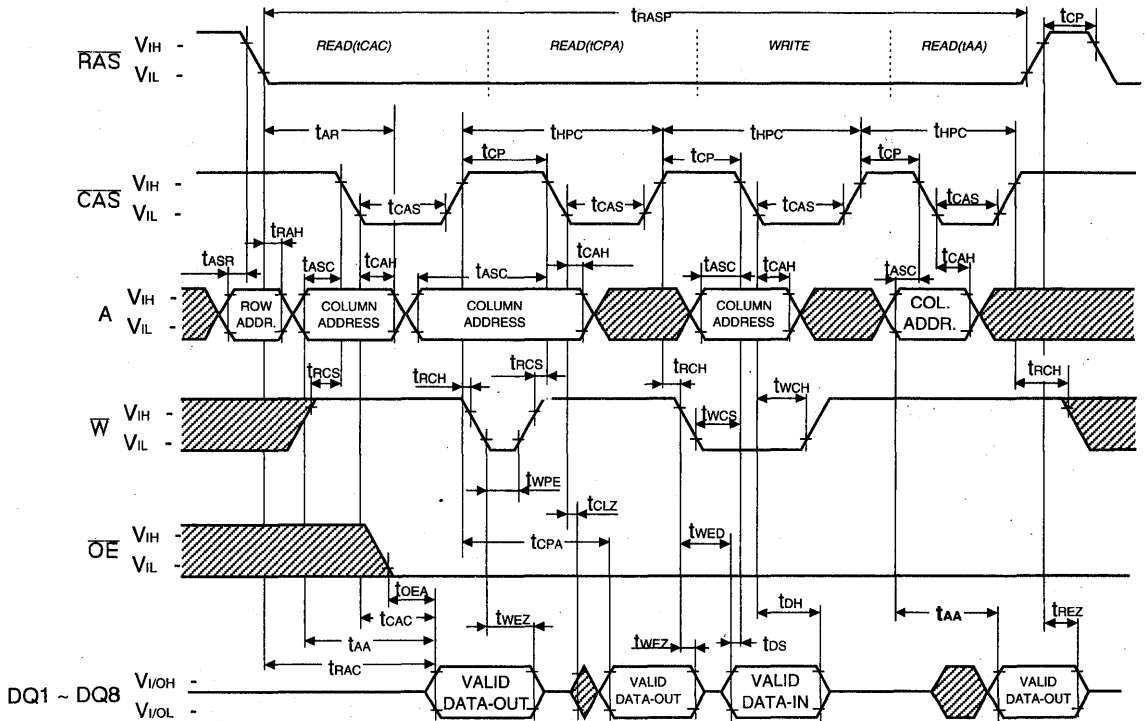 tRASP
tCP
READ(tCAC) READ(tCPA) WRITE READ(tAA)
RAS VIH -
VIL -
tAR tHPC tHPC tHPC
tCP tCP tCP
CAS VIH -
VIL -
tCAS tCAS tCAS tCAS
tRAH
tASR tASC tCAH tASC tCAH tASC tCAH tASC tCAH
A VIH -
VIL -
ROW ADDR.
COLUMN ADDRESS
COLUMN ADDRESS
COLUMN ADDRESS
COL. ADDR.
tRCS tRCH tRCS tRCH tWCS tWCH tRCH
W VIH -
VIL -
tWPE
tCLZ
OE VIH -
VIL -
tCPA tWED
tOEA
tCAC
tAA
tRAC
tWEZ tWEZ tDH tDS tAA tREZ
DQ1 ~ DQ8 VI/OH -
VI/OL -
VALID DATA-OUT
VALID DATA-OUT
VALID DATA-IN
VALID DATA-OUT